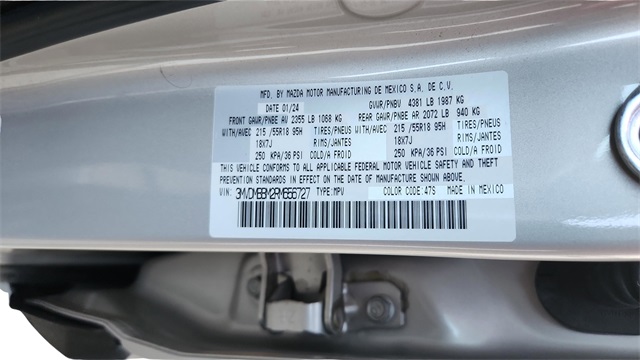 MFD. BY MAZDA MOTOR MANUFACTURING DE MEXICO S.A. DE C.V.
DATE 01/24 GVWR/PNBV 4381 LB 1987 KG
FRONT GAWR/PNBE AV 2355 LB 1068 KG REAR GAWR/PNBE AR 2072 LB 940 KG
WITH/AVEC 215 /55R18 95H TIRES/PNEUS WITH/AVEC 215 /55R18 95H TIRES/PNEUS
18X7J RIMS/JANTES 18X7J RIMS/JANTES
250 KPA/36 PSI COLD/A FROID 250 KPA/36 PSI COLD/A FROID
THIS VEHICLE CONFORMS TO ALL APPLICABLE FEDERAL MOTOR VEHICLE SAFETY AND THEFT
PREVENTION STANDARDS IN EFFECT ON THE DATE OF MANUFACTURE SHOWN ABOVE.
VIN: TYPE: MPV COLOR CODE: 47S MADE IN MEXICO